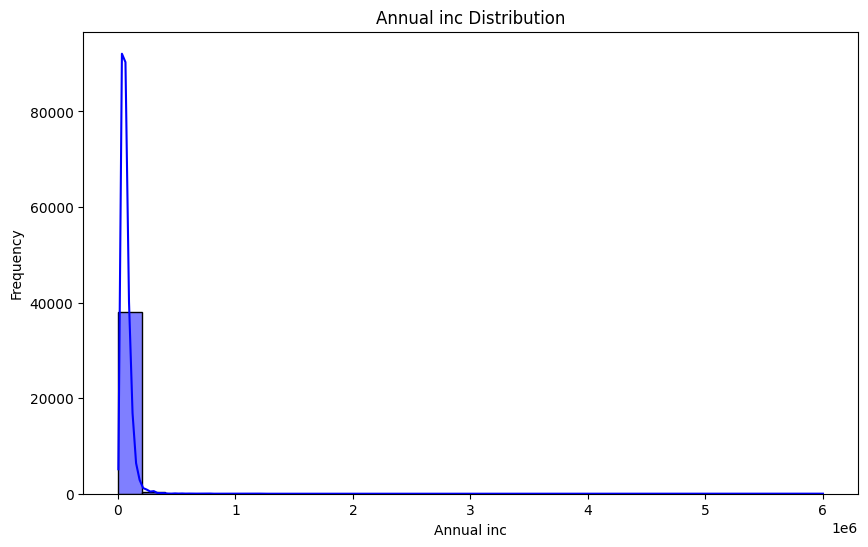 Annual inc Distribution
Frequency
80000
60000
40000
20000
0
0 1 2 3 4 5 6
1e6
Annual inc